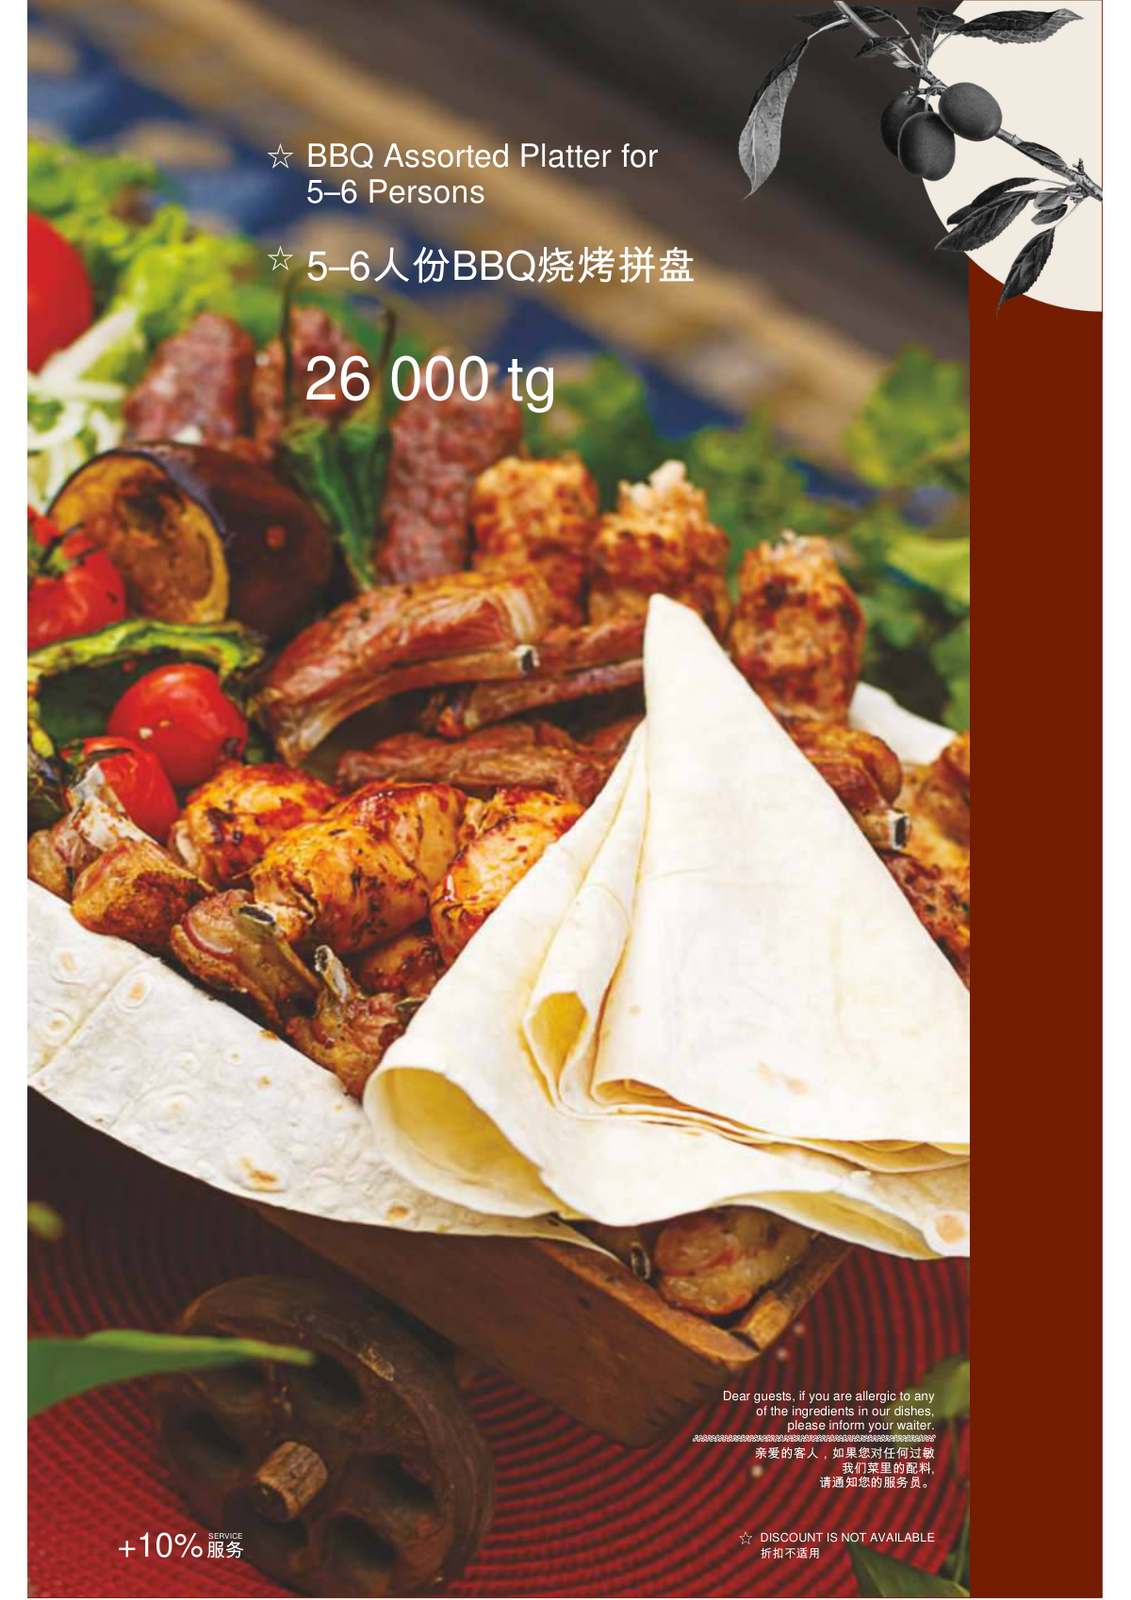 ☆ BBQ Assorted Platter for
5–6 Persons
☆ 5–6人份BBQ烧烤拼盘
26 000 tg
Dear guests, if you are allergic to any
of the ingredients in our dishes,
please inform your waiter.
亲爱的客人，如果您对任何过敏
我们菜里的配料,
请通知您的服务员。
+10% SERVICE
服务
☆ DISCOUNT IS NOT AVAILABLE
折扣不适用